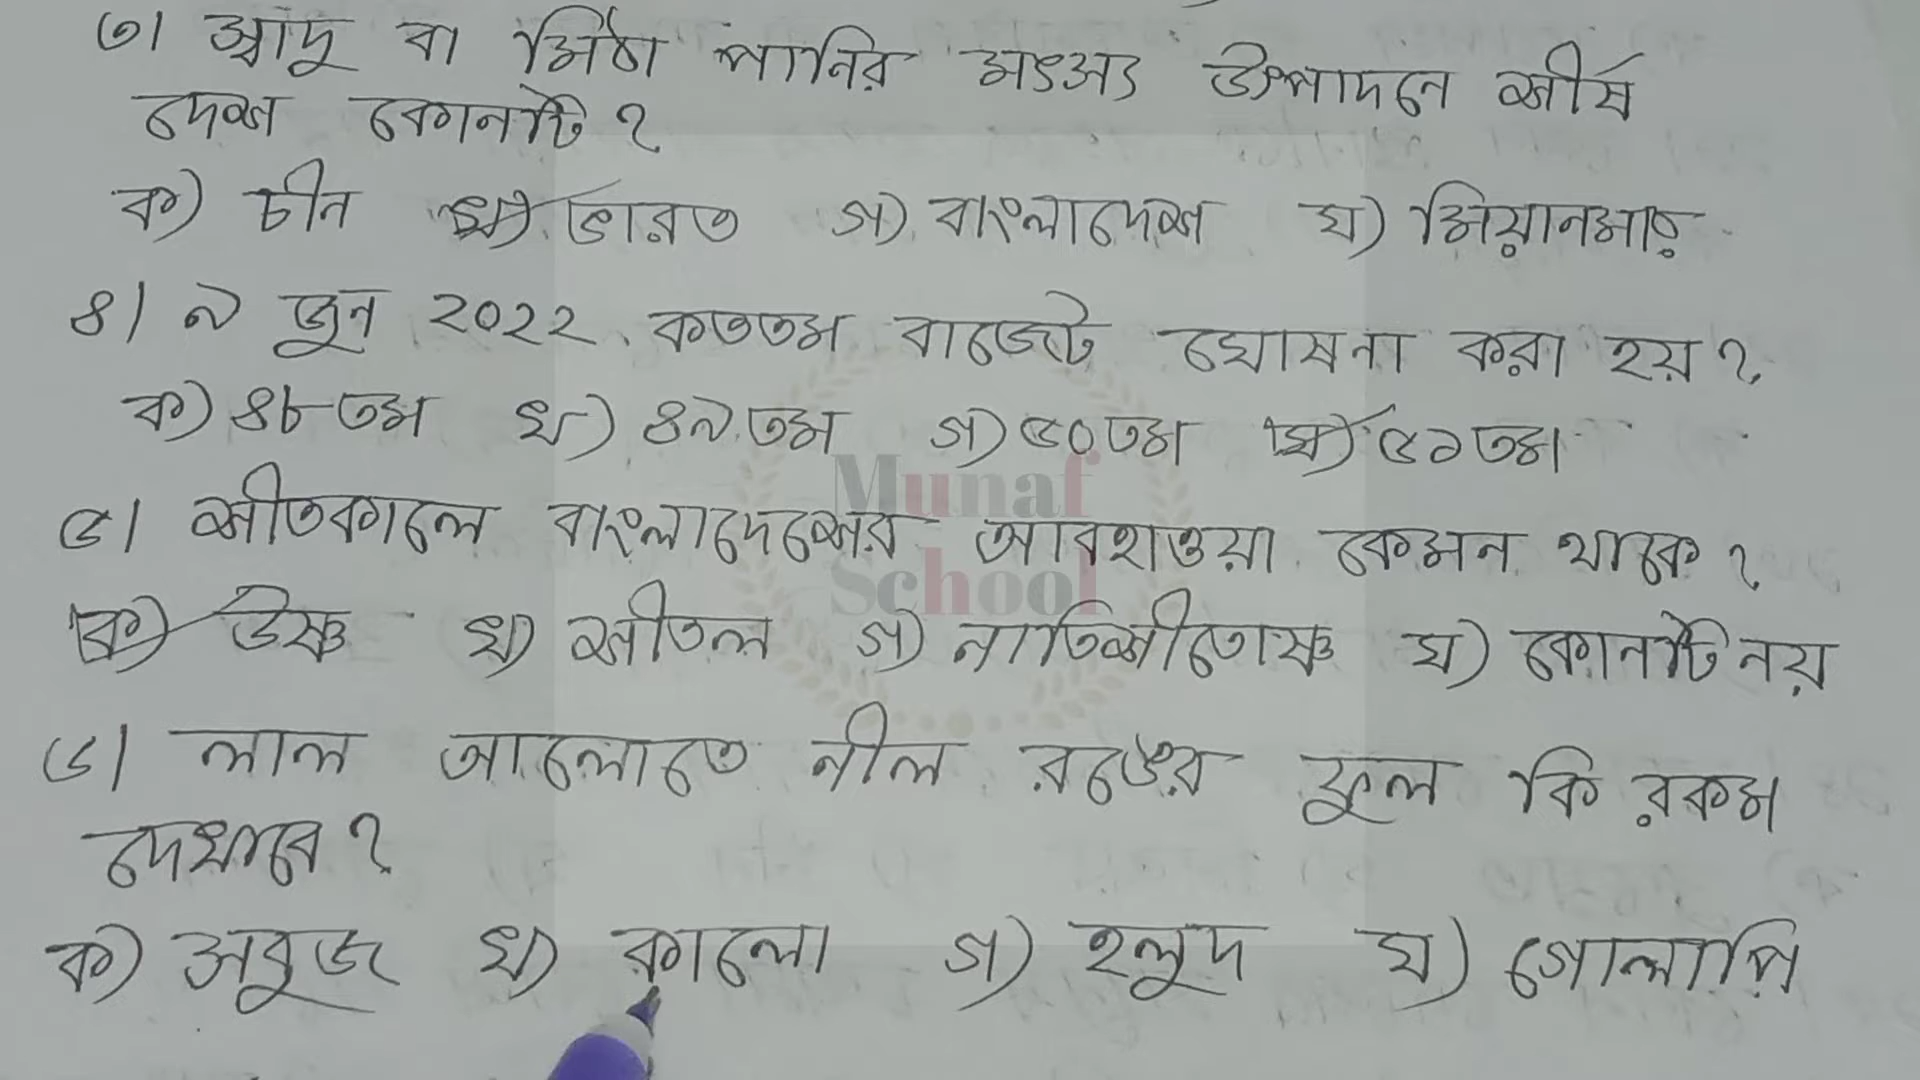 ৩। স্বাদু বা মিঠা পানির মৎস্য উৎপাদনে শীর্ষ
দেশ কোনটি?
ক) চীন খ) ভারত গ) বাংলাদেশ ঘ) মিয়ানমার
৪। ৯ জুন ২০২২ কততম বাজেট ঘোষনা করা হয়?
ক) ৪৮তম খ) ৪৯তম গ) ৫০তম ঘ) ৫১তম
Munaf
৫। শীতকালে বাংলাদেশের আবহাওয়া কেমন থাকে?
School
ক) উষ্ণ খ) শীতল গ) নাতিশীতোষ্ণ ঘ) কোনটি নয়
৬। লাল আলোতে নীল রঙের ফুল কি রকম
দেখাবে?
ক) সবুজ খ) কালো গ) হলুদ ঘ) গোলাপি